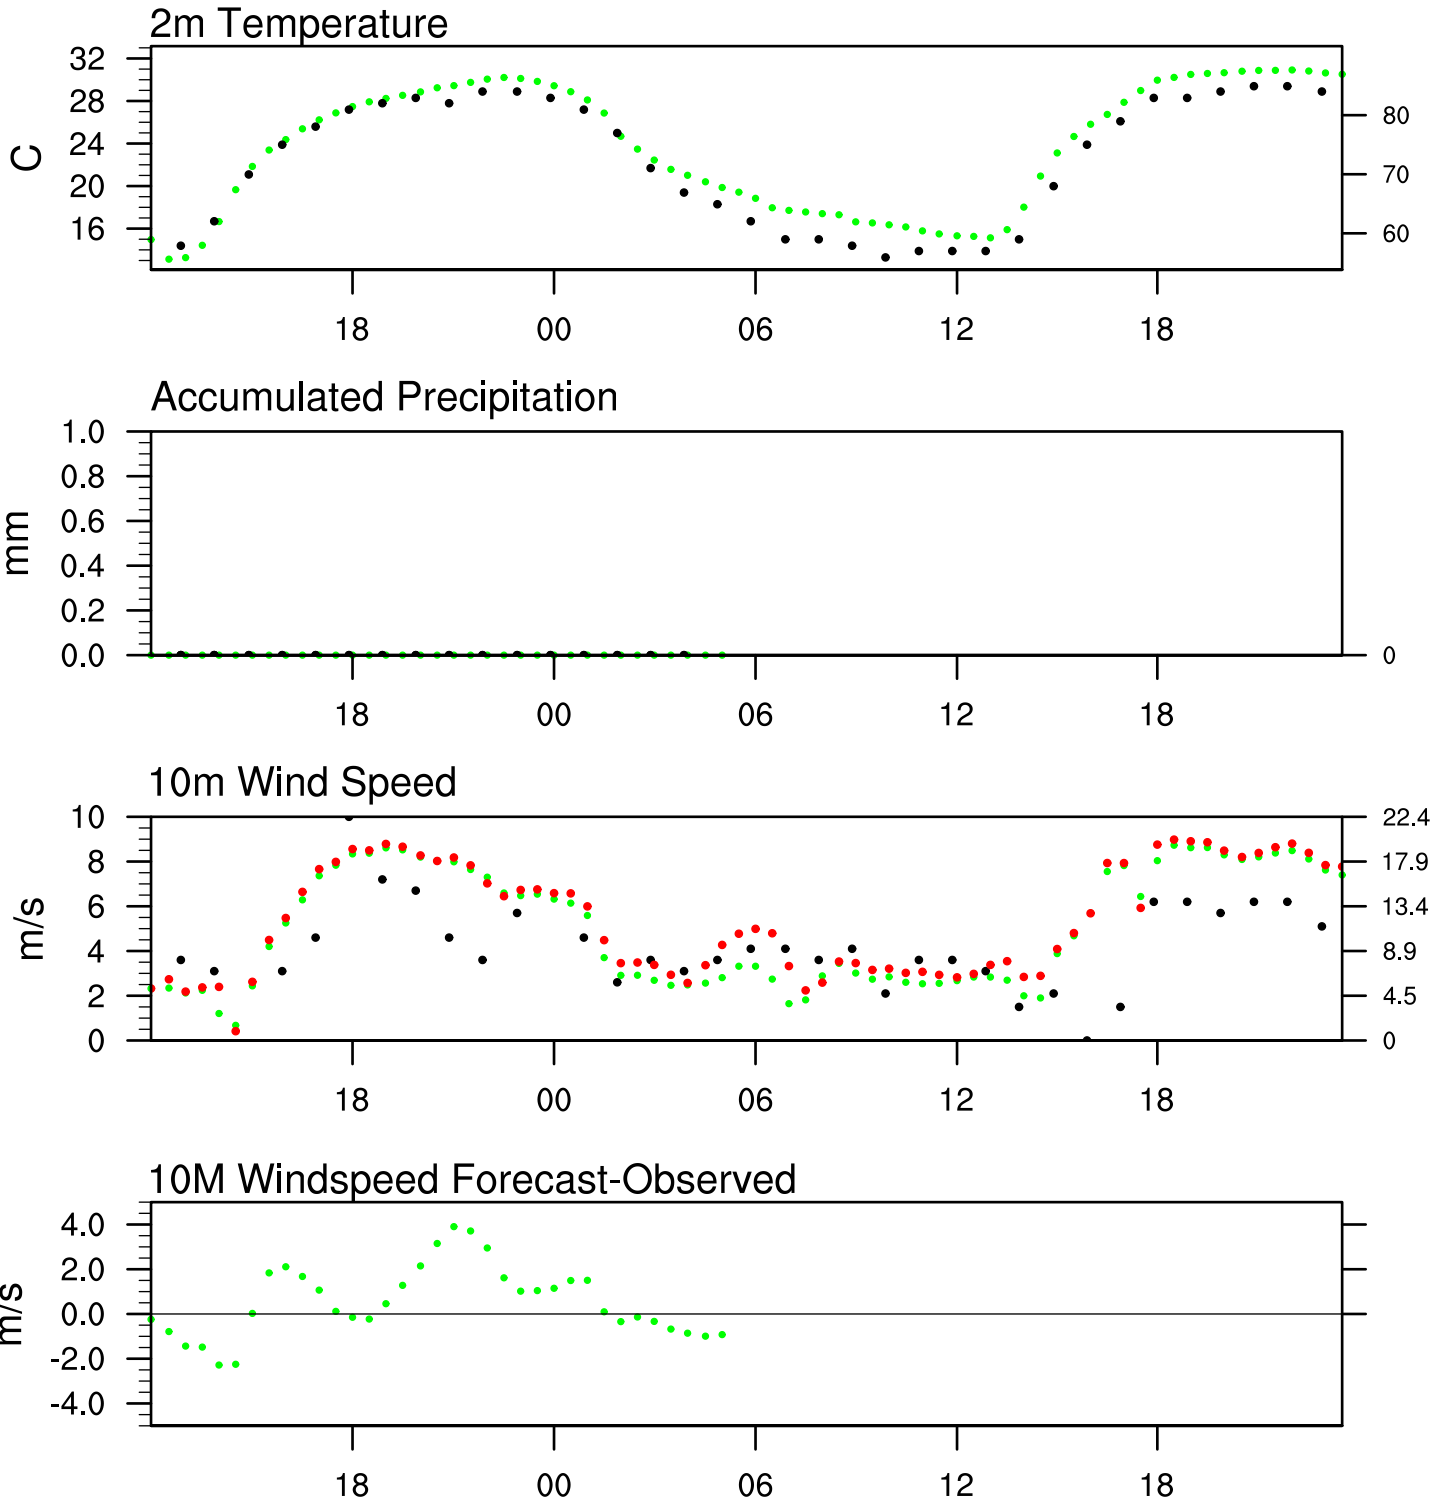 2m Temperature
32
28
24
20
16
C
80
70
60
18 00 06 12 18
Accumulated Precipitation
1.0
0.8
0.6
0.4
0.2
0.0
mm
0
18 00 06 12 18
10m Wind Speed
10
8
6
4
2
0
m/s
22.4
17.9
13.4
8.9
4.5
0
18 00 06 12 18
10M Windspeed Forecast-Observed
4.0
2.0
0.0
-2.0
-4.0
m/s
18 00 06 12 18